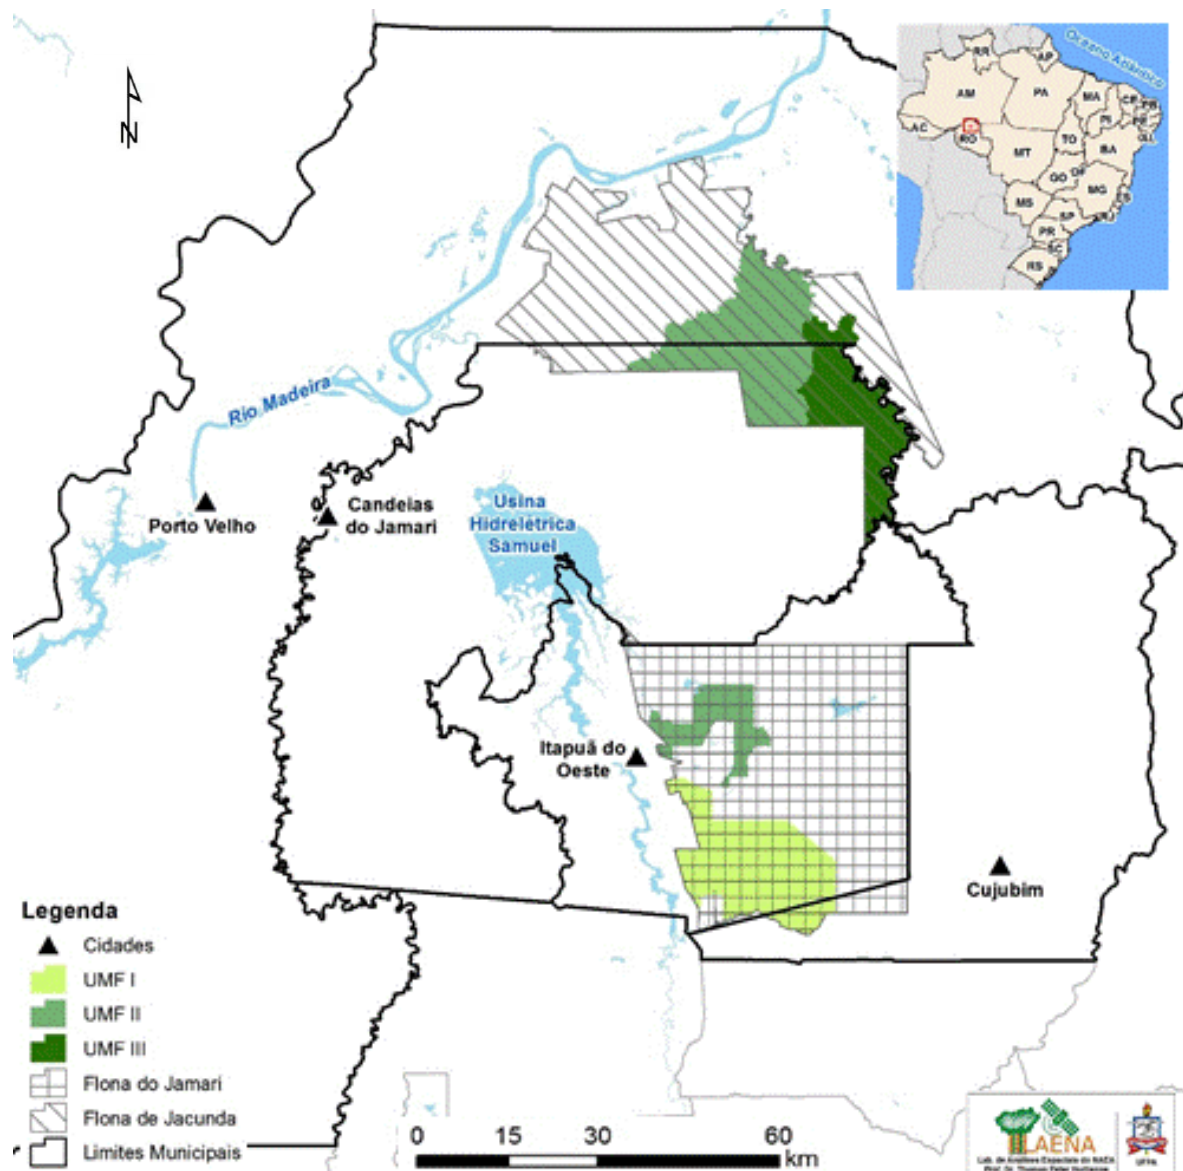 N
Oceano Atlântico
RR
AP
AM
PA
MA
CE
PB
PI
PE
AC
RO
TO
AL
MT
BA
GO
DF
MG
ES
MS
SP
RJ
PR
SC
RS
Rio Madeira
Porto Velho
Candeias
do Jamari
Usina
Hidrelétrica
Samuel
Itapuã do
Oeste
Cujubim
Legenda
Cidades
UMF I
UMF II
UMF III
Flona do Jamari
Flona de Jacunda
Limites Municipais
0 15 30 60
km
LAENA
UFPA